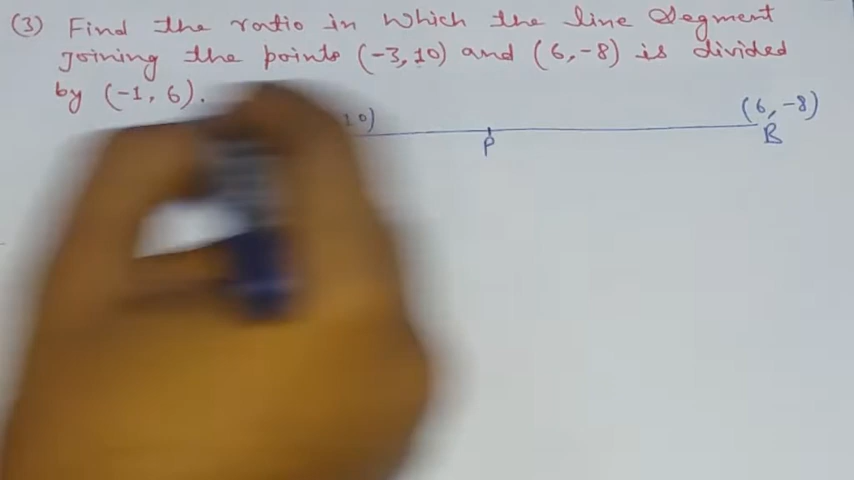 (3) Find the ratio in which the line segment
joining the points (-3, 10) and (6, -8) is divided
by (-1, 6).
10) (6, -8)
P B